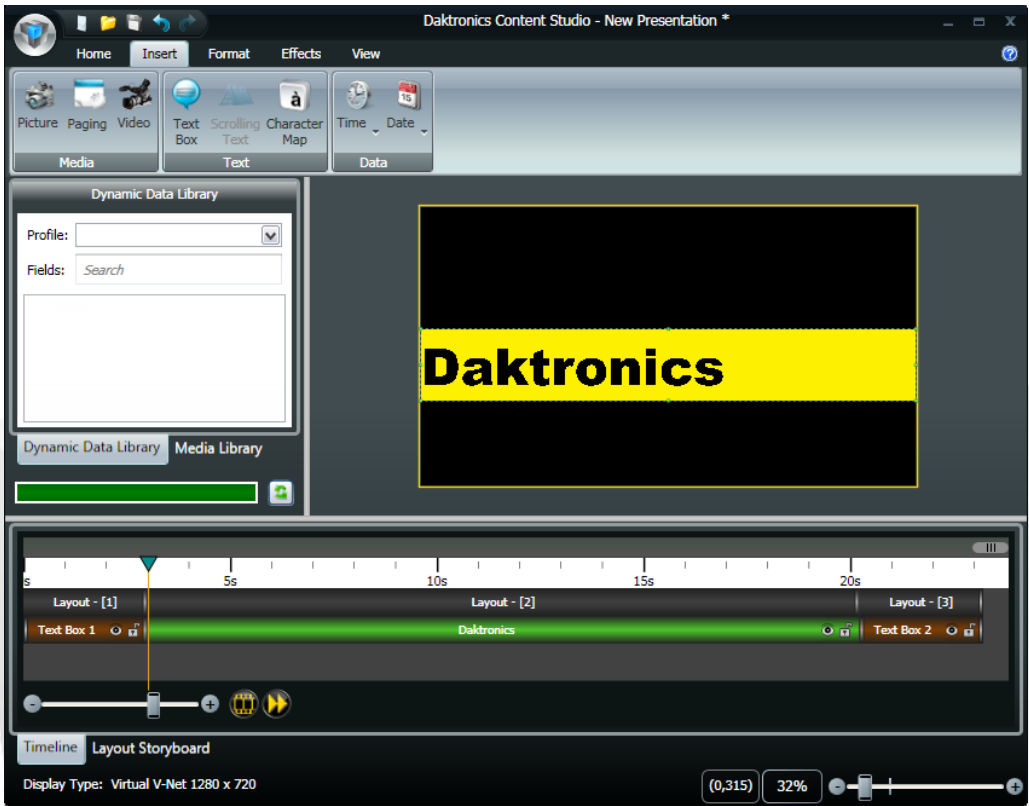 Daktronics Content Studio - New Presentation *
Home Insert Format Effects View
Picture Paging Video Text Box Scrolling Text Character Map Time Date
15
à
Media Text Data
Dynamic Data Library
Profile:
Fields: Search
Daktronics
Dynamic Data Library Media Library
s 5s 10s 15s 20s
Layout - [1] Layout - [2] Layout - [3]
Text Box 1 Daktronics Text Box 2
Timeline Layout Storyboard
Display Type: Virtual V-Net 1280 x 720 (0,315) 32%